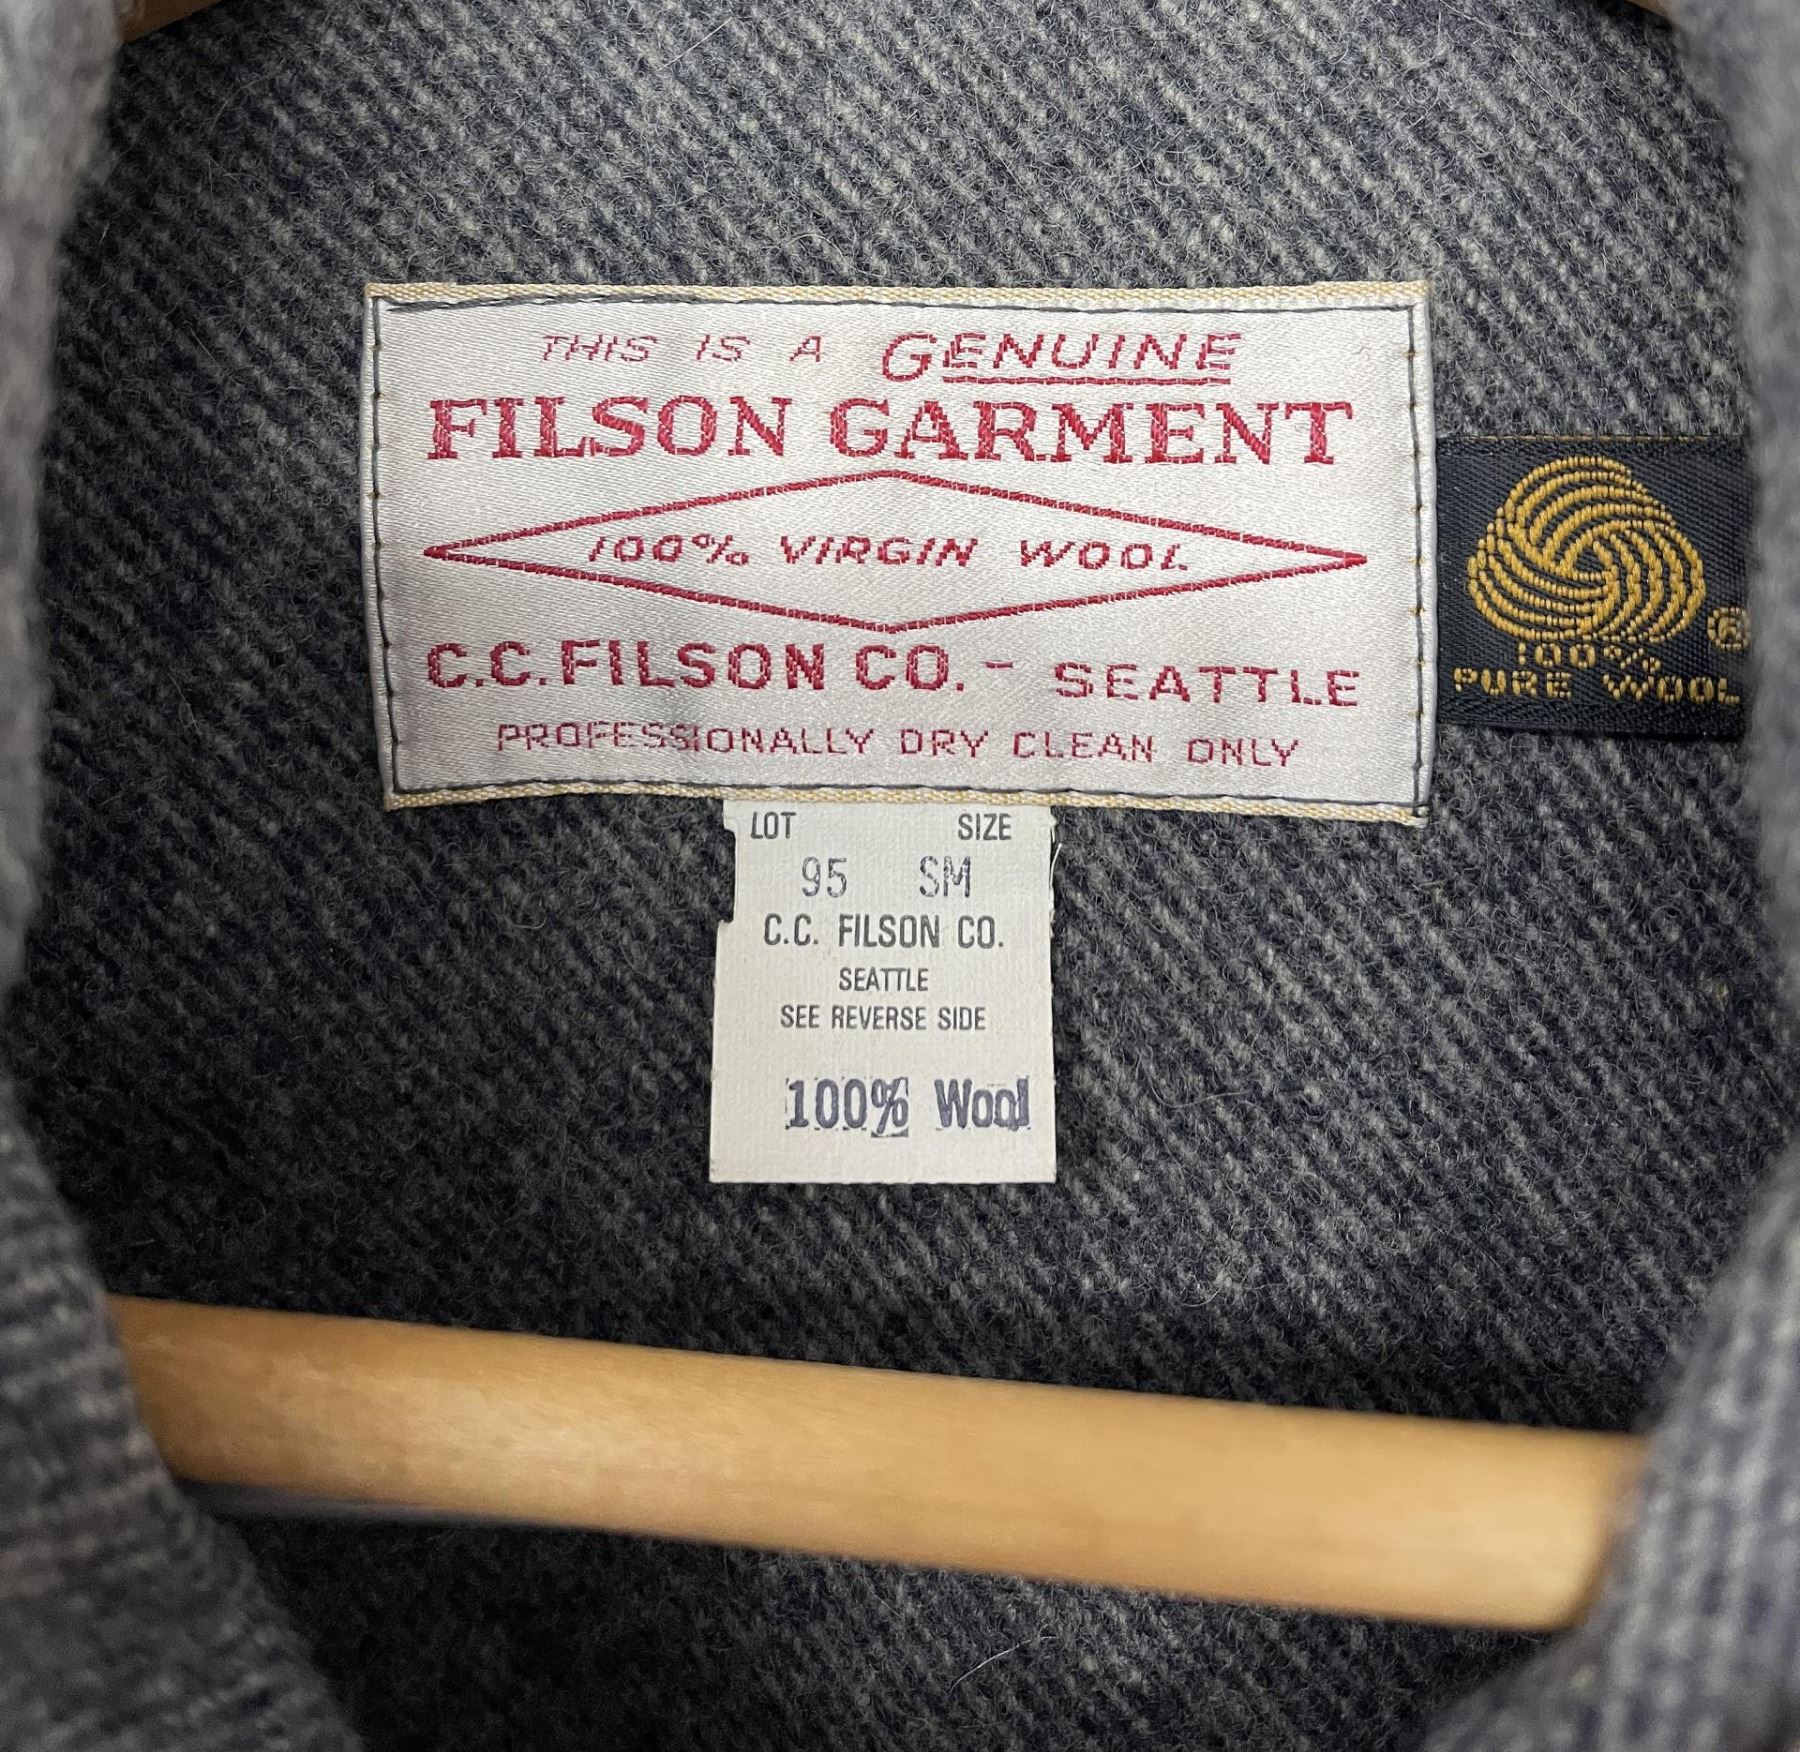 THIS IS A GENUINE
FILSON GARMENT
100% VIRGIN WOOL
C.C. FILSON CO. - SEATTLE
PROFESSIONALLY DRY CLEAN ONLY
®
100%
PURE WOOL
LOT SIZE
95 SM
C.C. FILSON CO.
SEATTLE
SEE REVERSE SIDE
100% Wool